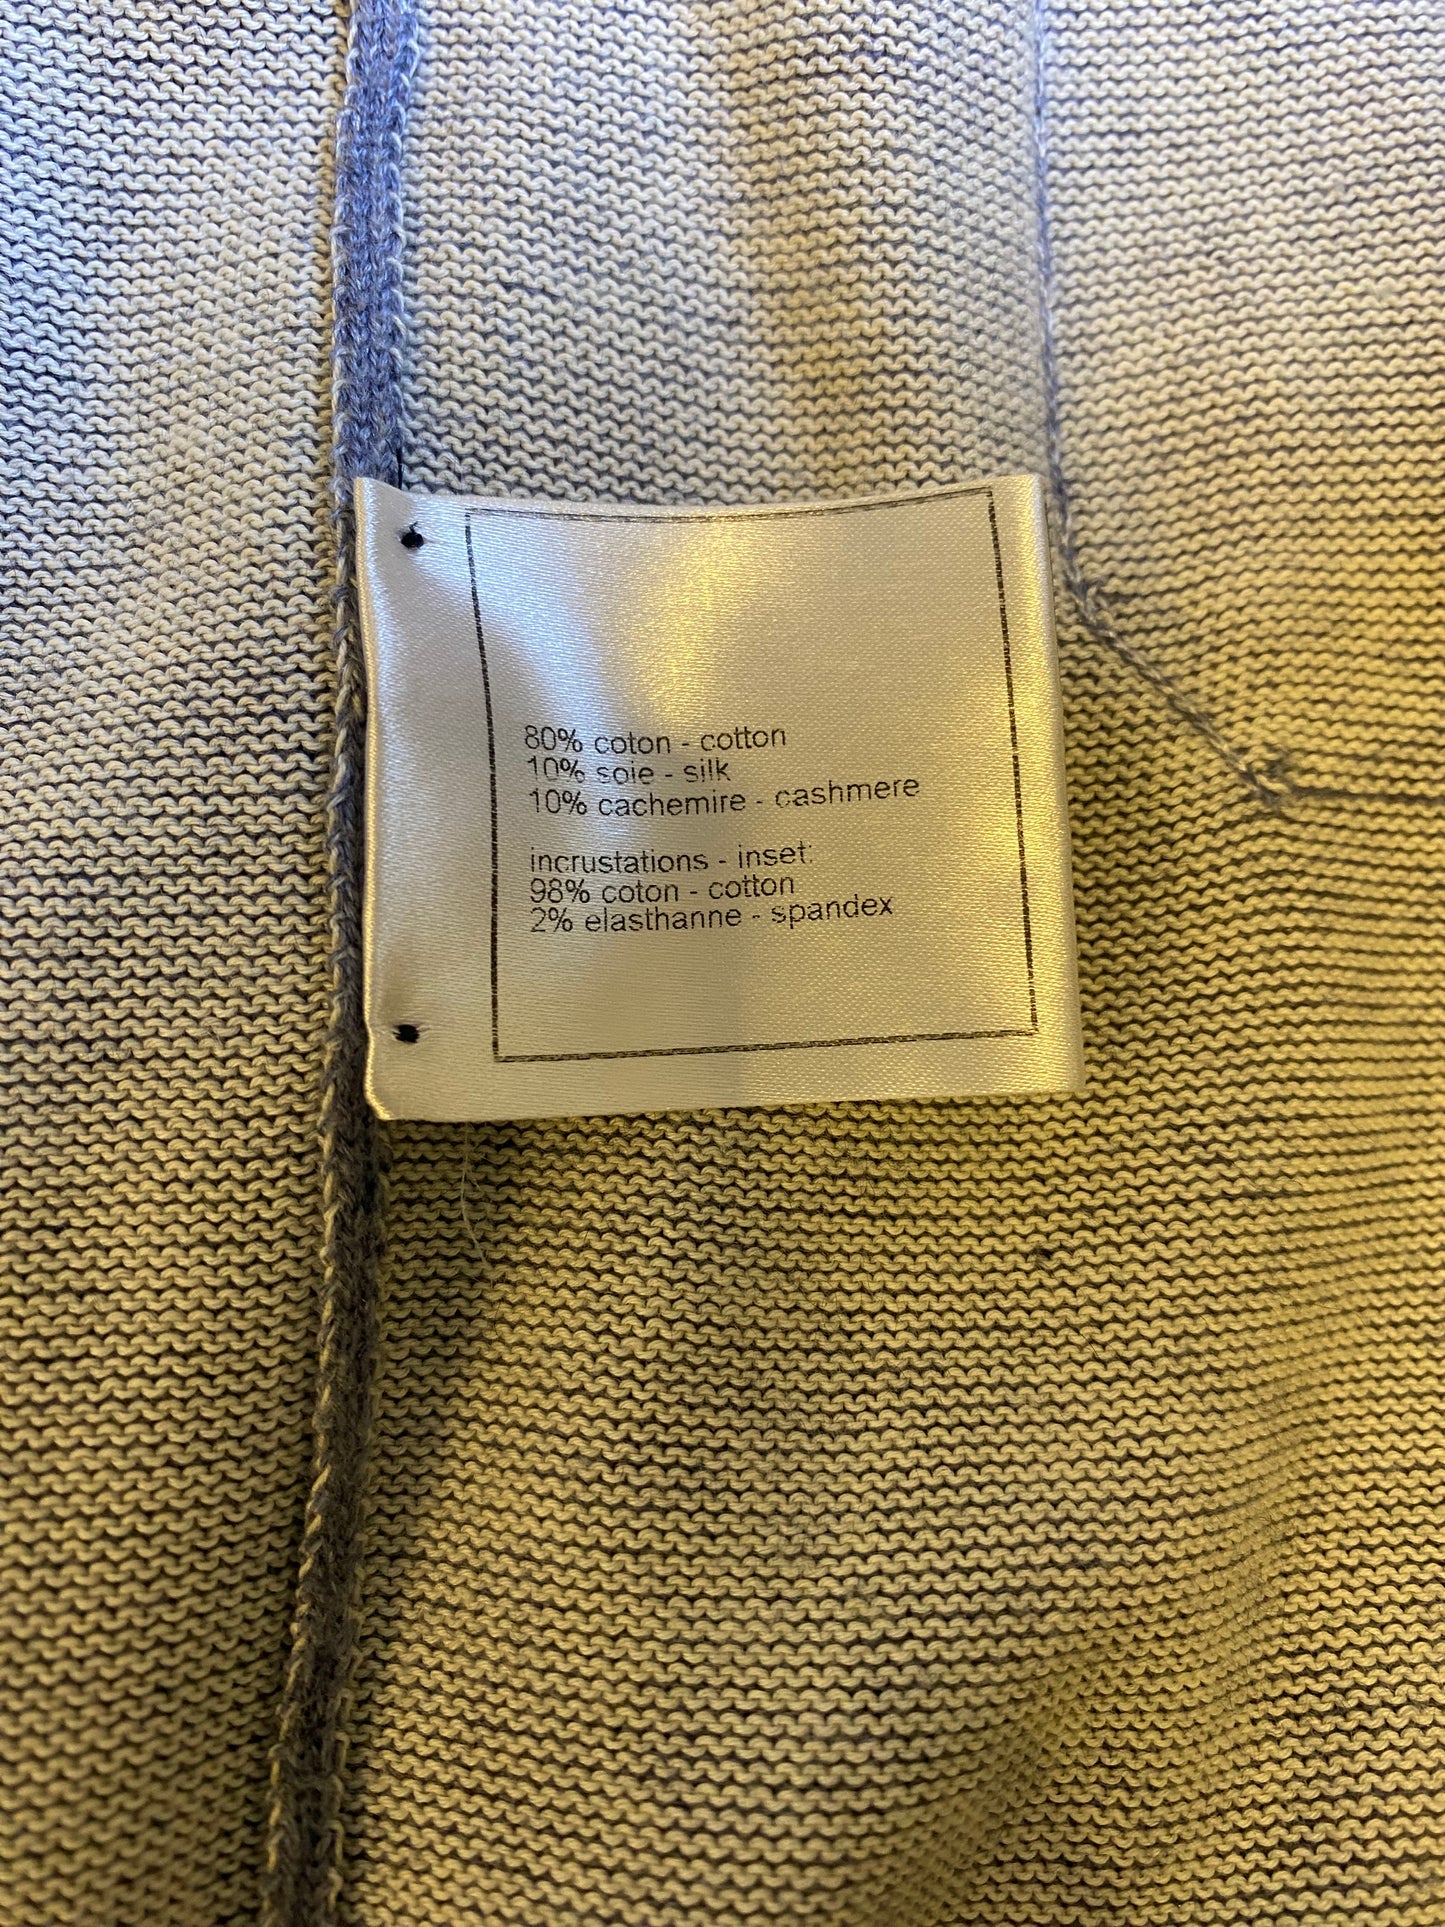 80% coton - cotton
10% soie - silk
10% cachemire - cashmere
incrustations - inset:
98% coton - cotton
2% elasthanne - spandex